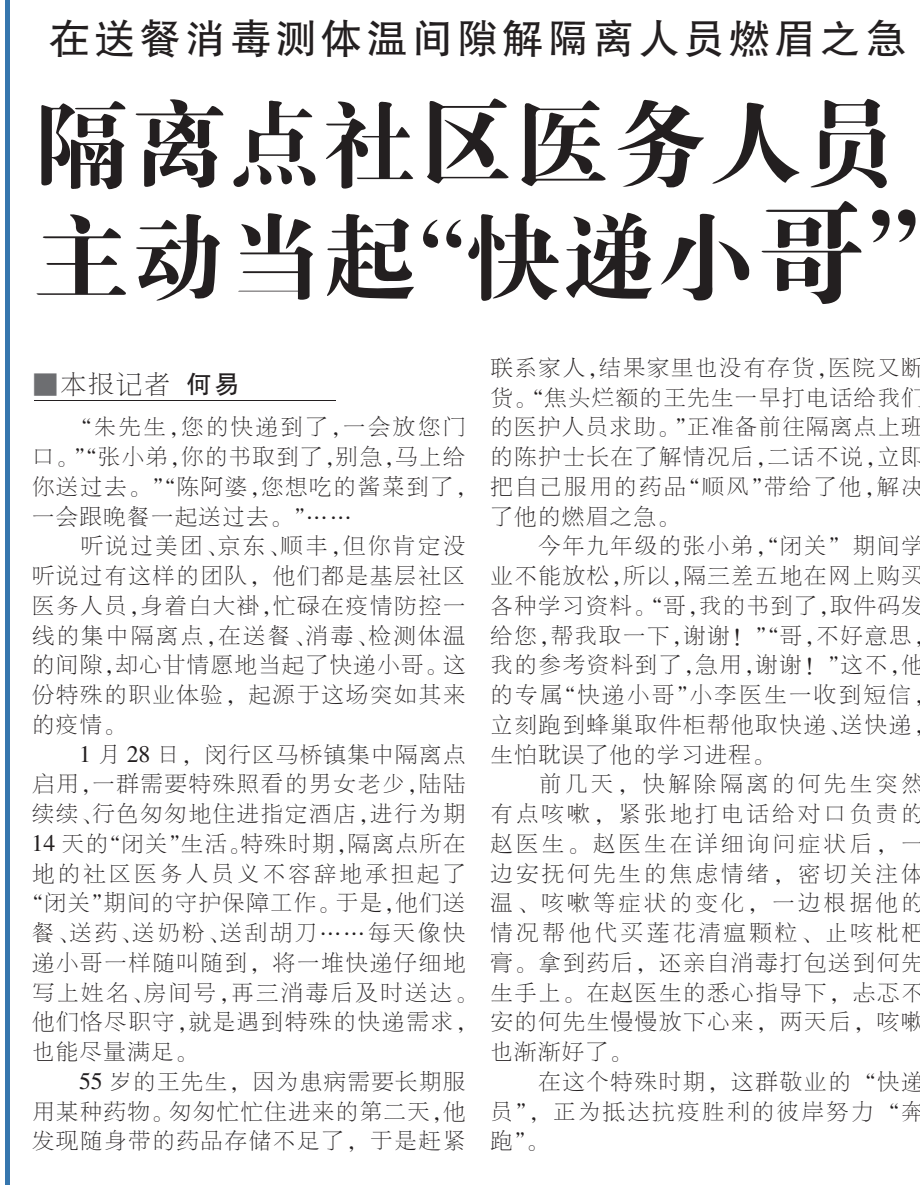 在送餐消毒测体温间隙解隔离人员燃眉之急
隔离点社区医务人员
主动当起“快递小哥”
■本报记者 何易
“朱先生,您的快递到了,一会放您门
口。”“张小弟,你的书取到了,别急,马上给
你送过去。”“陈阿婆,您想吃的酱菜到了,
一会跟晚餐一起送过去。”……
听说过美团、京东、顺丰,但你肯定没
听说过有这样的团队,他们都是基层社区
医务人员,身着白大褂,忙碌在疫情防控一
线的集中隔离点,在送餐、消毒、检测体温
的间隙,却心甘情愿地当起了快递小哥。这
份特殊的职业体验,起源于这场突如其来
的疫情。
1 月 28 日,闵行区马桥镇集中隔离点
启用,一群需要特殊照看的男女老少,陆陆
续续、行色匆匆地住进指定酒店,进行为期
14 天的“闭关”生活。特殊时期,隔离点所在
地的社区医务人员义不容辞地承担起了
“闭关”期间的守护保障工作。于是,他们送
餐、送药、送奶粉、送刮胡刀……每天像快
递小哥一样随叫随到,将一堆快递仔细地
写上姓名、房间号,再三消毒后及时送达。
他们恪尽职守,就是遇到特殊的快递需求,
也能尽量满足。
55 岁的王先生,因为患病需要长期服
用某种药物。匆匆忙忙住进来的第二天,他
发现随身带的药品存储不足了,于是赶紧
联系家人,结果家里也没有存货,医院又断
货。“焦头烂额的王先生一早打电话给我们
的医护人员求助。”正准备前往隔离点上班
的陈护士长在了解情况后,二话不说,立即
把自己服用的药品“顺风”带给了他,解决
了他的燃眉之急。
今年九年级的张小弟,“闭关”期间学
业不能放松,所以,隔三差五地在网上购买
各种学习资料。“哥,我的书到了,取件码发
给您,帮我取一下,谢谢!”“哥,不好意思,
我的参考资料到了,急用,谢谢!”这不,他
的专属“快递小哥”小李医生一收到短信,
立刻跑到蜂巢取件柜帮他取快递、送快递,
生怕耽误了他的学习进程。
前几天,快解除隔离的何先生突然
有点咳嗽,紧张地打电话给对口负责的
赵医生。赵医生在详细询问症状后,一
边安抚何先生的焦虑情绪,密切关注体
温、咳嗽等症状的变化,一边根据他的
情况帮他代买莲花清瘟颗粒、止咳枇杷
膏。拿到药后,还亲自消毒打包送到何先
生手上。在赵医生的悉心指导下,忐忑不
安的何先生慢慢放下心来,两天后,咳嗽
也渐渐好了。
在这个特殊时期,这群敬业的“快递
员”,正为抵达抗疫胜利的彼岸努力“奔
跑”。